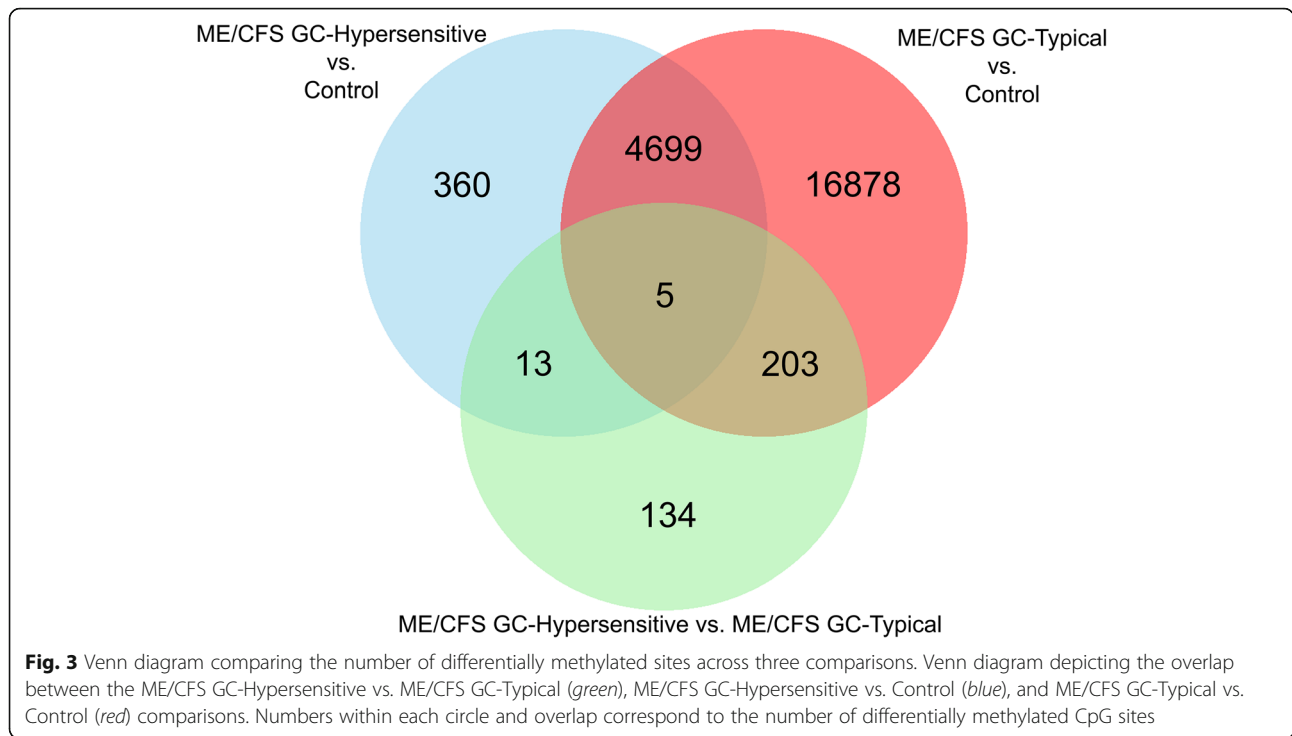 ME/CFS GC-Hypersensitive
vs.
Control
ME/CFS GC-Typical
vs.
Control
4699
360
16878
5
13
203
134
ME/CFS GC-Hypersensitive vs. ME/CFS GC-Typical
Fig. 3 Venn diagram comparing the number of differentially methylated sites across three comparisons. Venn diagram depicting the overlap
between the ME/CFS GC-Hypersensitive vs. ME/CFS GC-Typical (green), ME/CFS GC-Hypersensitive vs. Control (blue), and ME/CFS GC-Typical vs.
Control (red) comparisons. Numbers within each circle and overlap correspond to the number of differentially methylated CpG sites